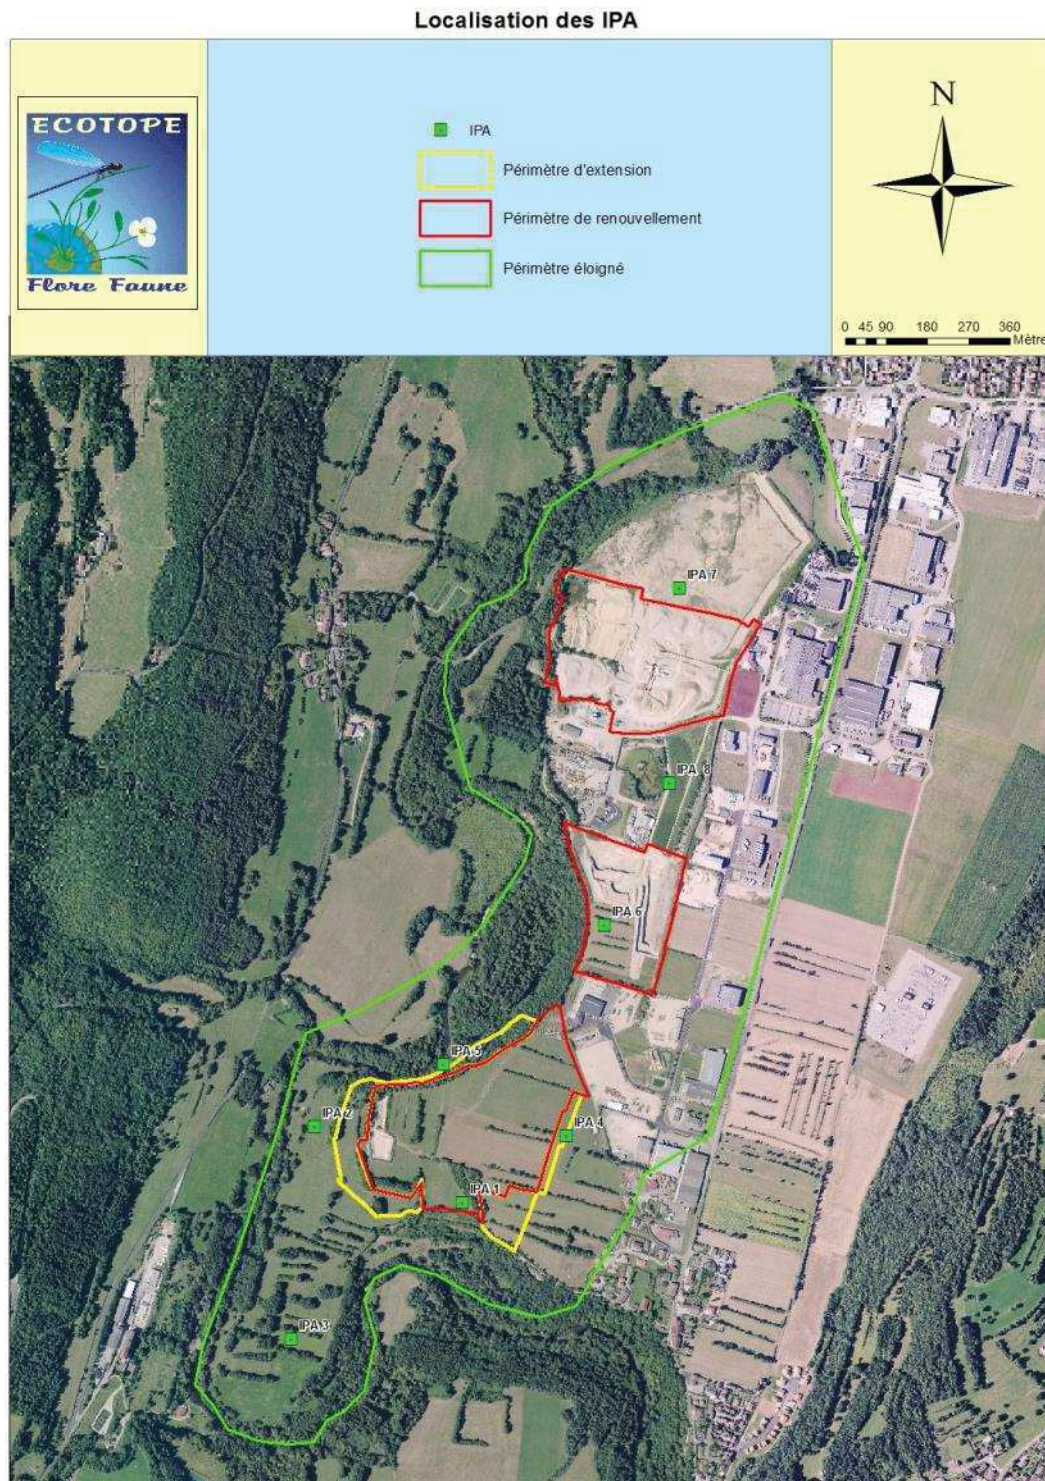 Localisation des IPA
ECOTOPE
Flore Faune
IPA
Périmètre d'extension
Périmètre de renouvellement
Périmètre éloigné
N
0 45 90 180 270 360
Mètre
IPA 7
IPA 8
IPA 6
IPA 5
IPA 2
IPA 4
IPA 1
IPA 3